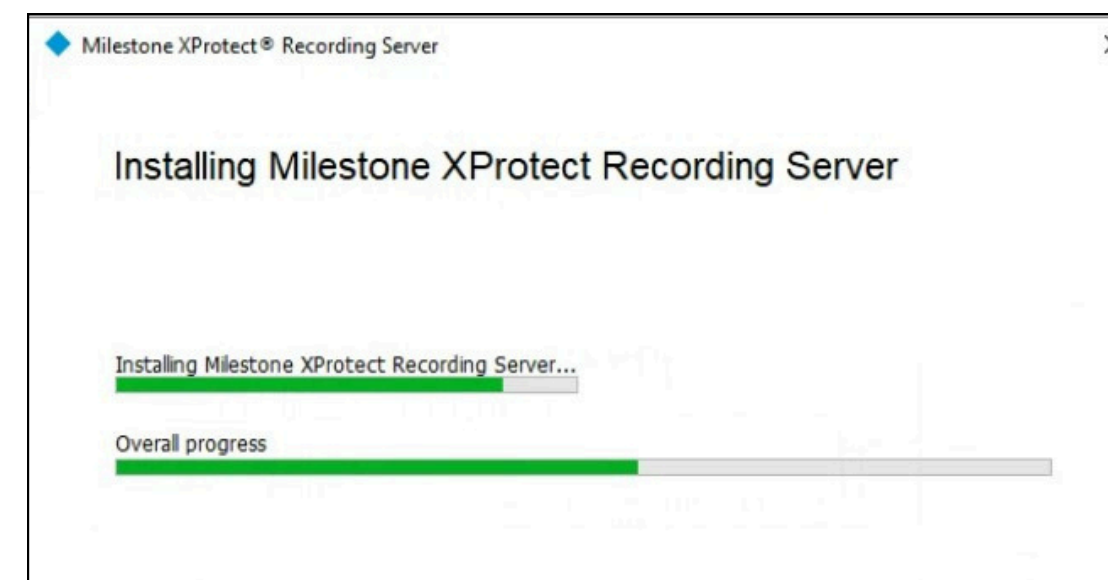 Milestone XProtect® Recording Server
Installing Milestone XProtect Recording Server
Installing Milestone XProtect Recording Server...
Overall progress